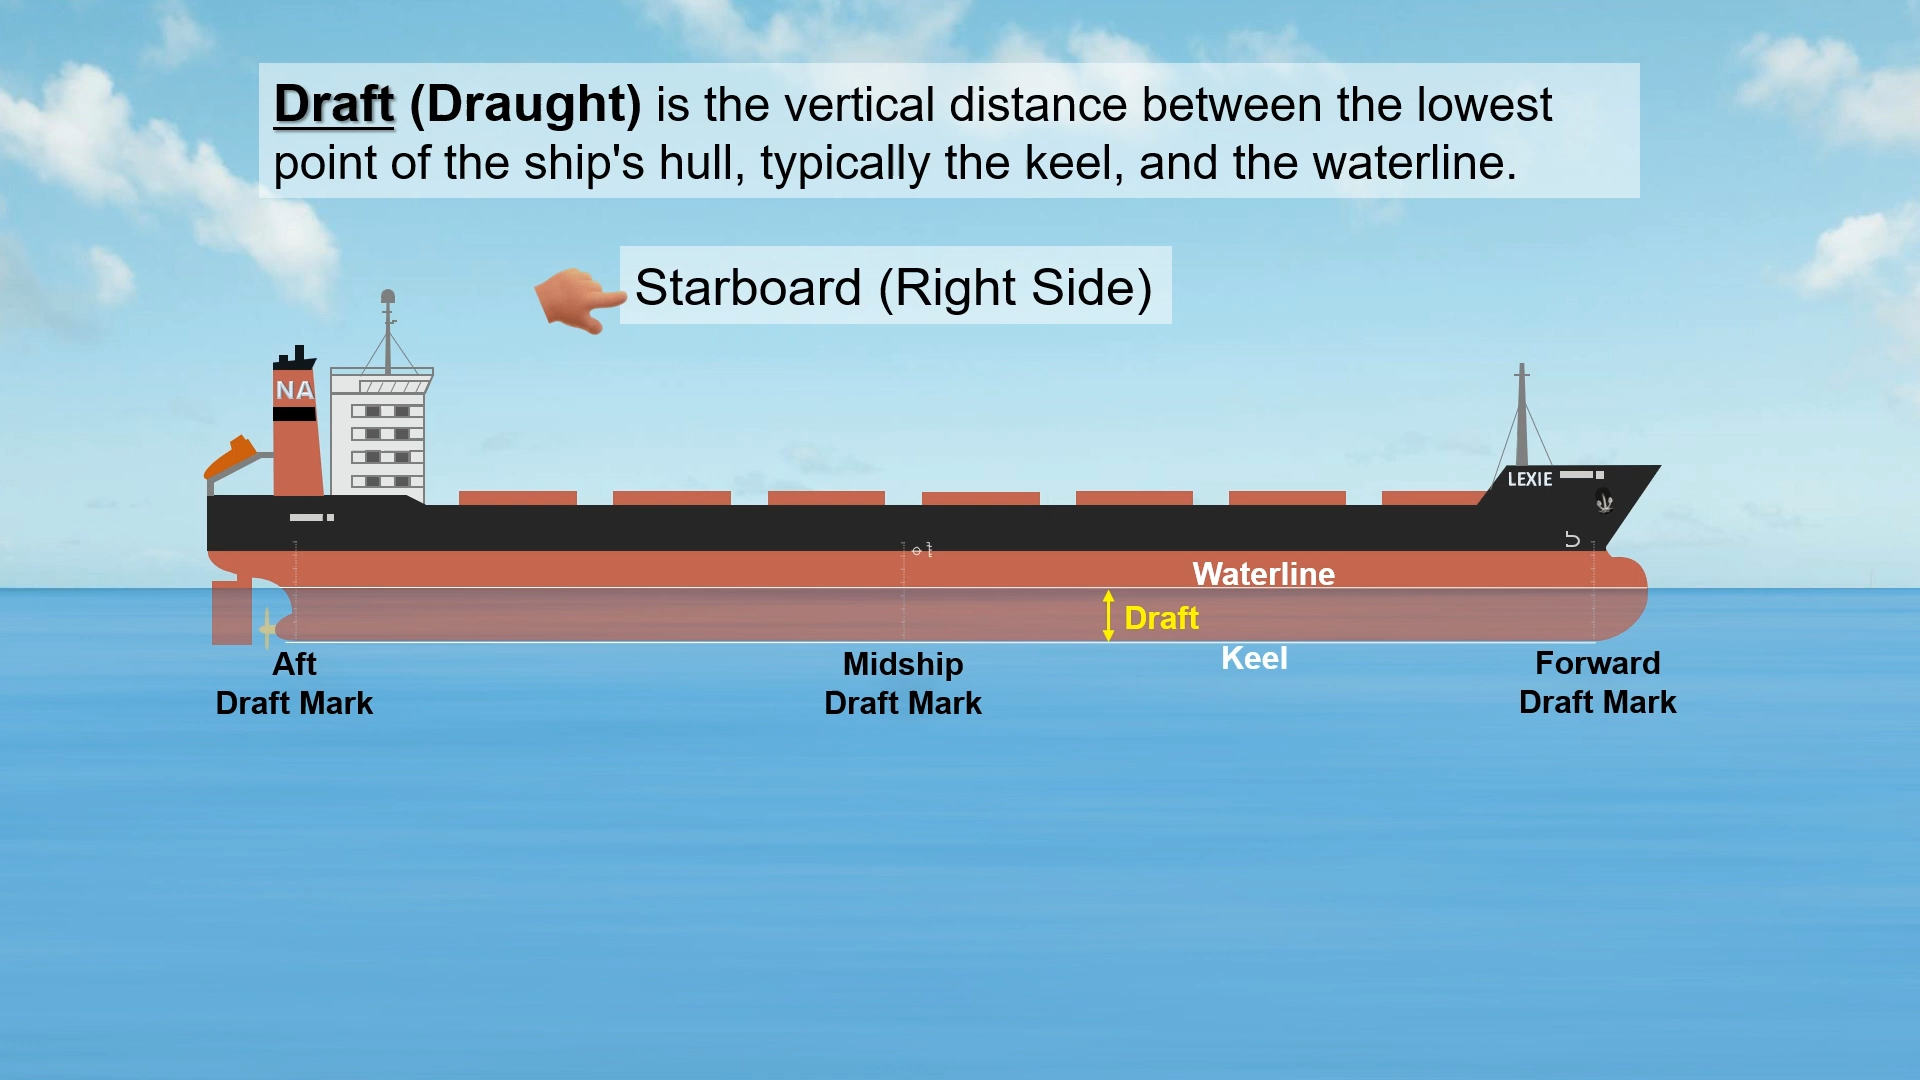 Draft (Draught) is the vertical distance between the lowest
point of the ship's hull, typically the keel, and the waterline.
Starboard (Right Side)
NA
LEXIE
Waterline
Draft
Keel
Aft
Draft Mark
Midship
Draft Mark
Forward
Draft Mark